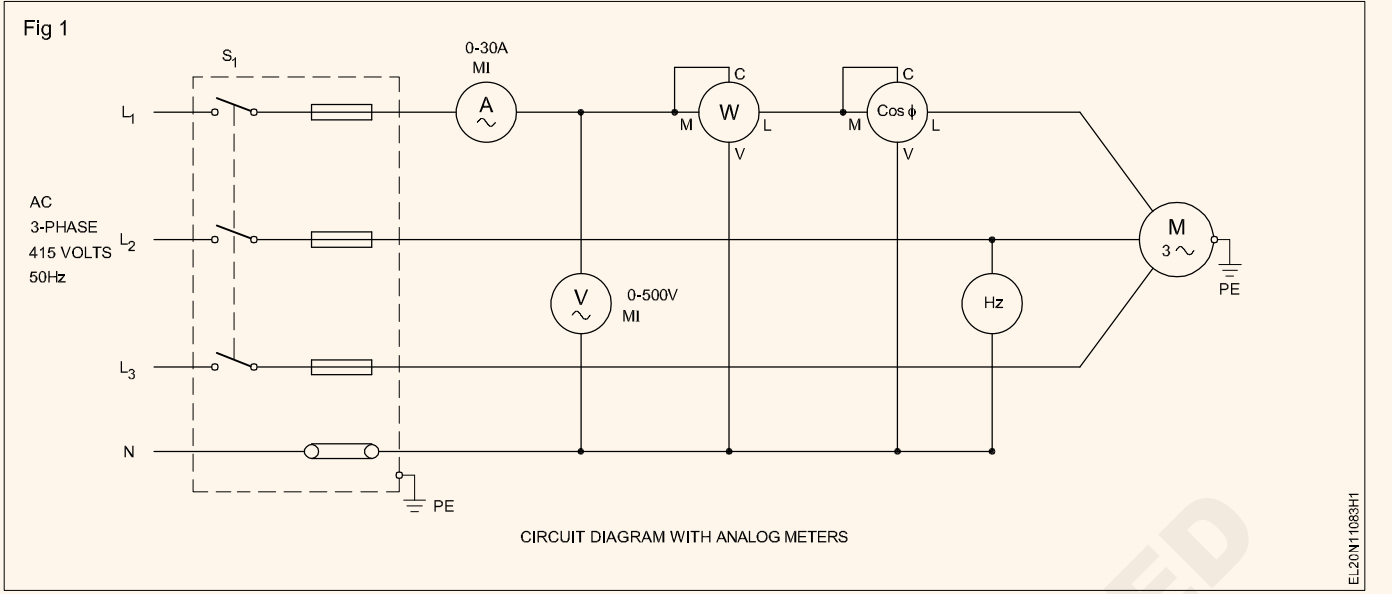 Fig 1
S1
0-30A
MI
A
C
W
M
L
V
C
Cos ϕ
M
L
V
L1
AC
3-PHASE
415 VOLTS
50Hz
L2
M
3
PE
V
0-500V
MI
Hz
L3
N
PE
CIRCUIT DIAGRAM WITH ANALOG METERS
EL20N11083H1